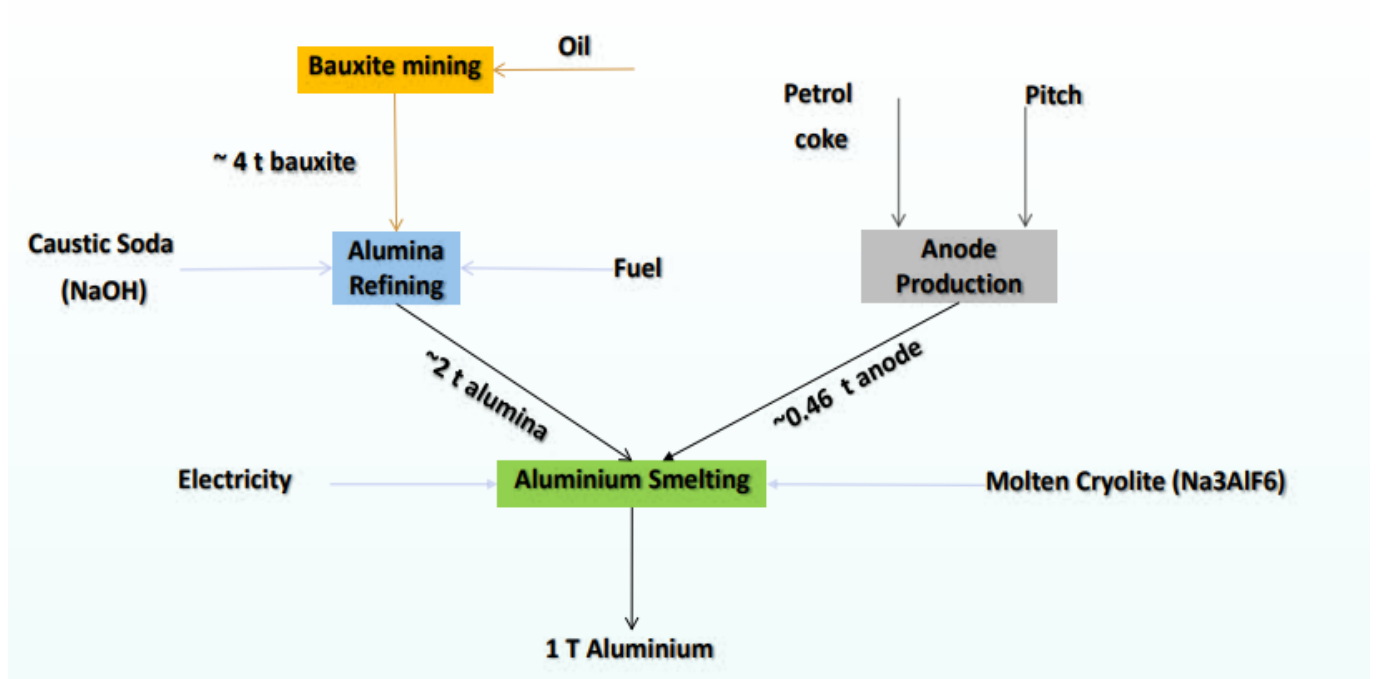 Oil
Bauxite mining
Petrol
coke
Pitch
~ 4 t bauxite
Caustic Soda
(NaOH)
Alumina
Refining
Fuel
Anode
Production
~2 t alumina
~0.46 t anode
Electricity
Aluminium Smelting
Molten Cryolite (Na3AlF6)
1 T Aluminium